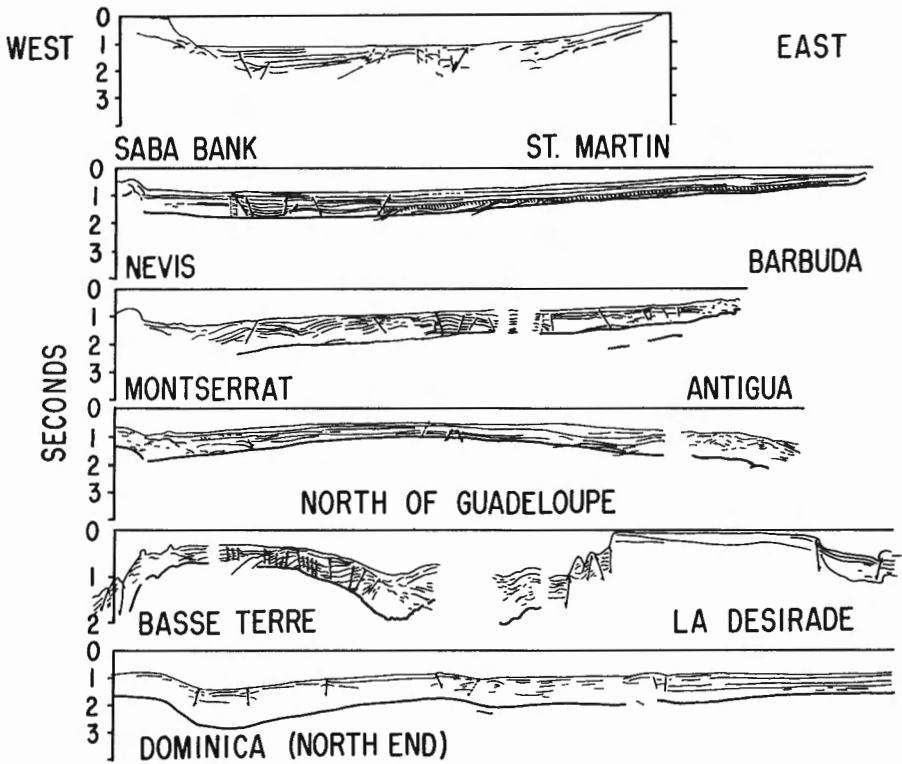 0
WEST 1 EAST
2
3
SABA BANK ST. MARTIN
0
1
2
3
NEVIS BARBUDA
0
1
2
3
MONTSERRAT ANTIGUA
SECONDS
0
1
2
3
NORTH OF GUADELOUPE
0
1
2
BASSE TERRE LA DESIRADE
0
1
2
3
DOMINICA (NORTH END)